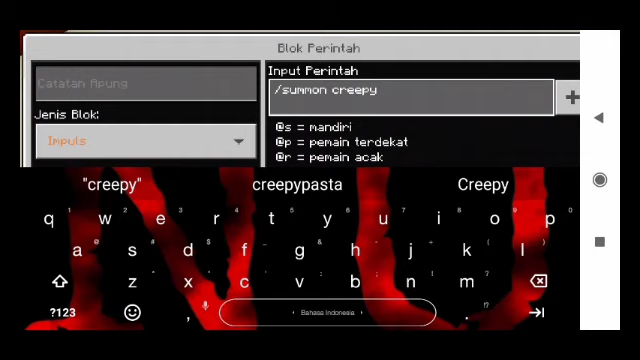 Blok Perintah
Catatan Apung
Jenis Blok:
Impuls
Input Perintah
/summon creepy
+
@s = mandiri
@p = pemain terdekat
@r = pemain acak
"creepy" creepypasta Creepy
q w e r t y u i o p
a s d f g h j k l
z x c v b n m
?123 , Bahasa Indonesia .